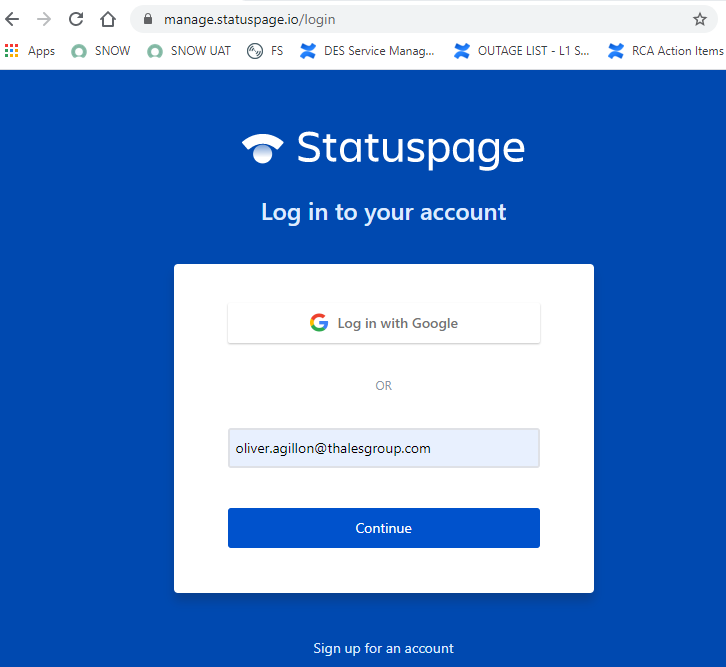 manage.statuspage.io/login
Apps SNOW SNOW UAT FS DES Service Manag... OUTAGE LIST - L1 S... RCA Action Items
Statuspage
Log in to your account
Log in with Google
OR
oliver.agillon@thalesgroup.com
Continue
Sign up for an account